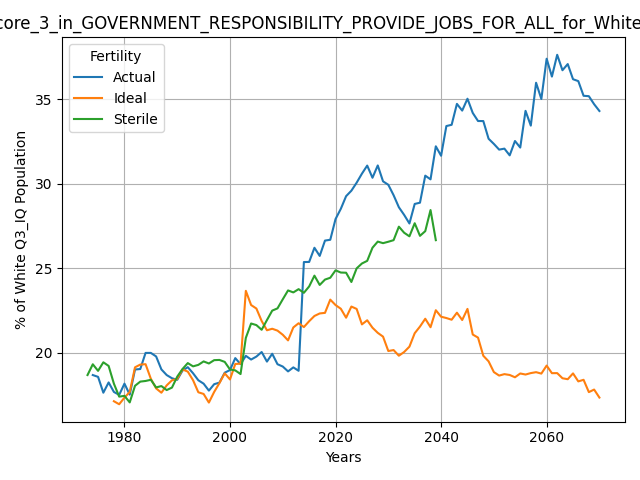 core_3_in_GOVERNMENT_RESPONSIBILITY_PROVIDE_JOBS_FOR_ALL_for_White
Fertility
Actual
Ideal
Sterile
% of White Q3_IQ Population
35
30
25
20
1980
2000
2020
2040
2060
Years